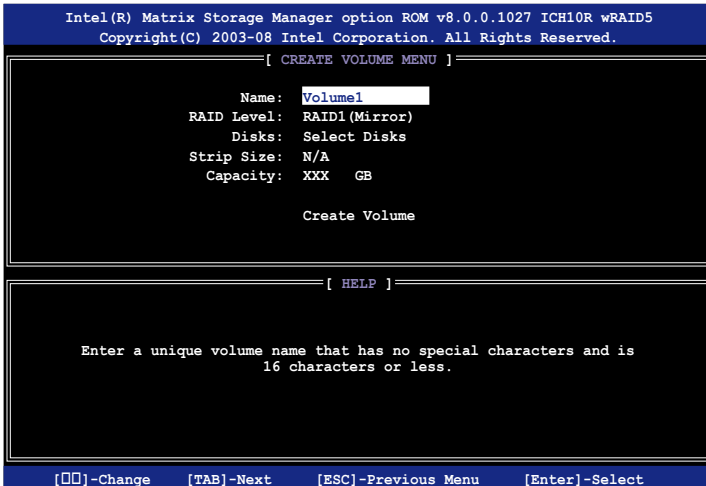 Intel(R) Matrix Storage Manager option ROM v8.0.0.1027 ICH10R wRAID5
Copyright(C) 2003-08 Intel Corporation. All Rights Reserved.
[ CREATE VOLUME MENU ]
Name: Volume1
RAID Level: RAID1(Mirror)
Disks: Select Disks
Strip Size: N/A
Capacity: XXX GB
Create Volume
[ HELP ]
Enter a unique volume name that has no special characters and is
16 characters or less.
[▯▯]-Change [TAB]-Next [ESC]-Previous Menu [Enter]-Select